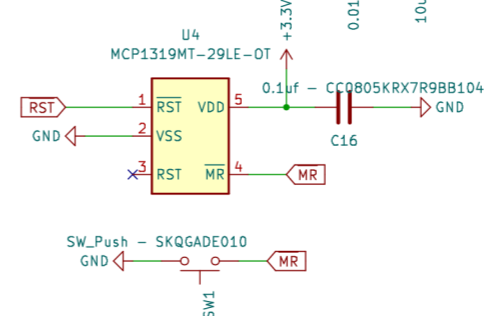 +3.3V
0.01
10u
U4
MCP1319MT-29LE-OT
0.1uf - CC0805KRX7R9BB104
RST 1 RST VDD 5 GND
C16
GND 2 VSS
3 RST MR 4 MR
SW_Push - SKQGADE010
GND MR
SW1